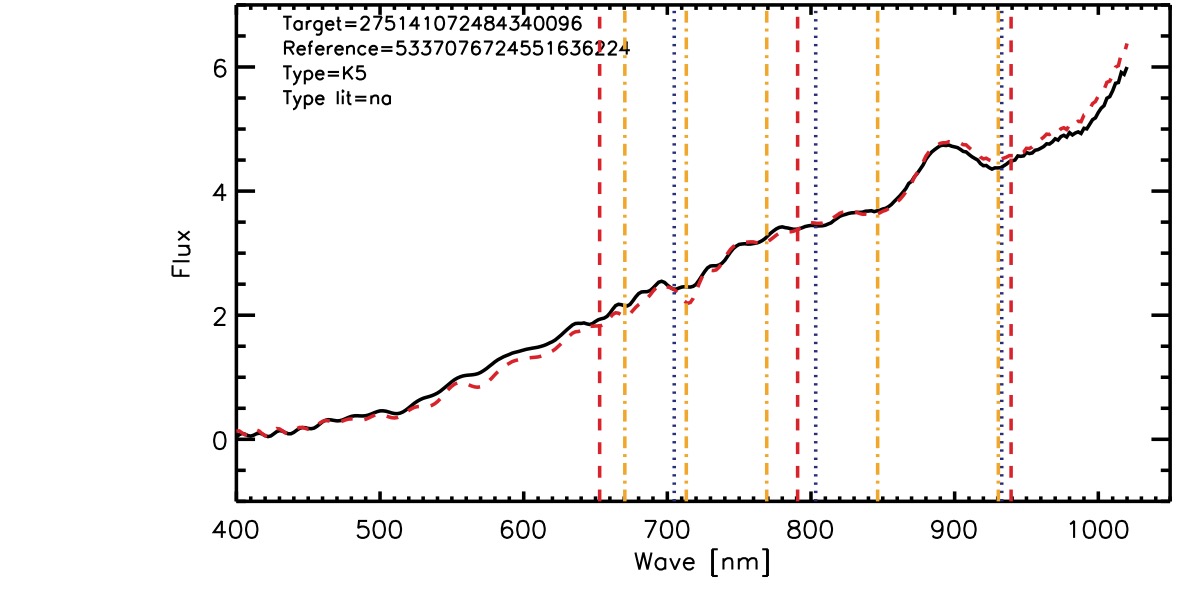 Target=275141072484340096
Reference=5337076724551636224
Type=K5
Type lit=na
6
4
2
0
Flux
400 500 600 700 800 900 1000
Wave [nm]